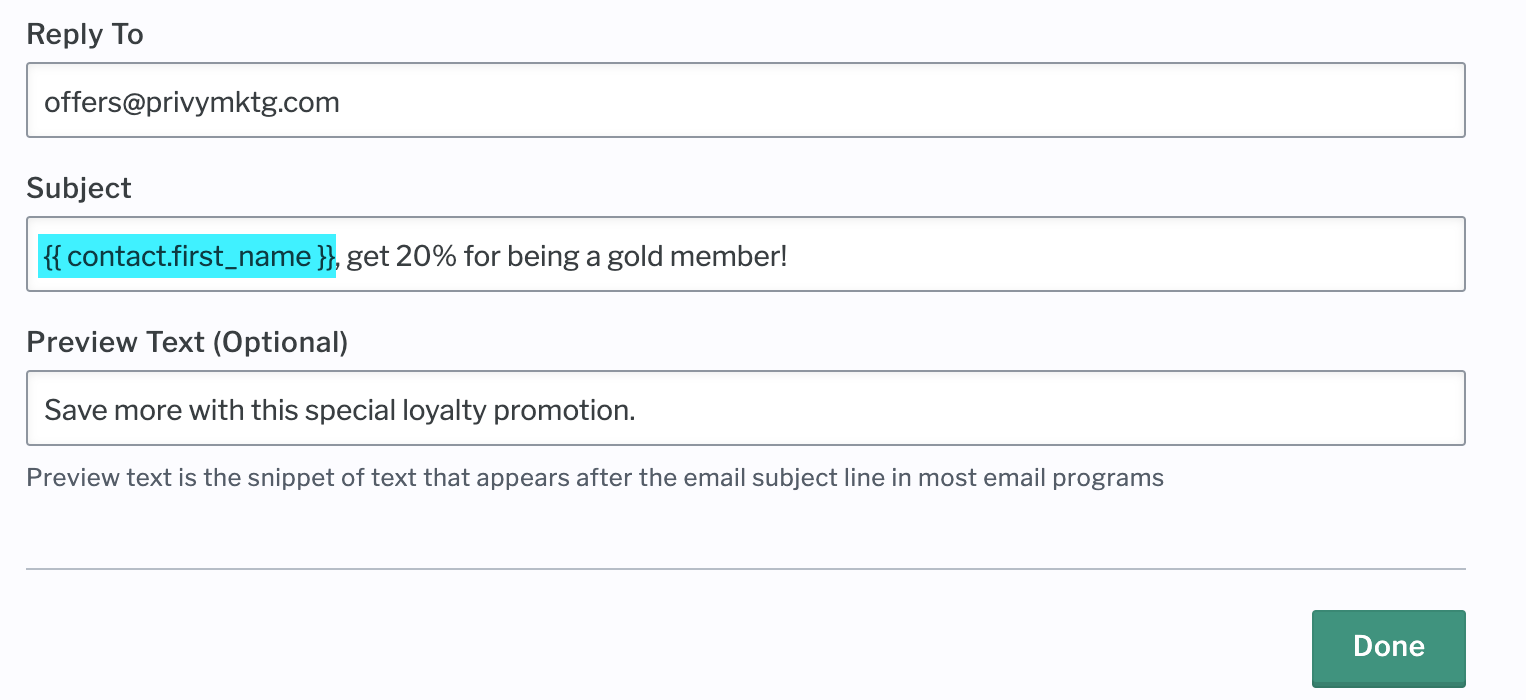 Reply To
offers@privymktg.com
Subject
{{ contact.first_name }}, get 20% for being a gold member!
Preview Text (Optional)
Save more with this special loyalty promotion.
Preview text is the snippet of text that appears after the email subject line in most email programs
Done